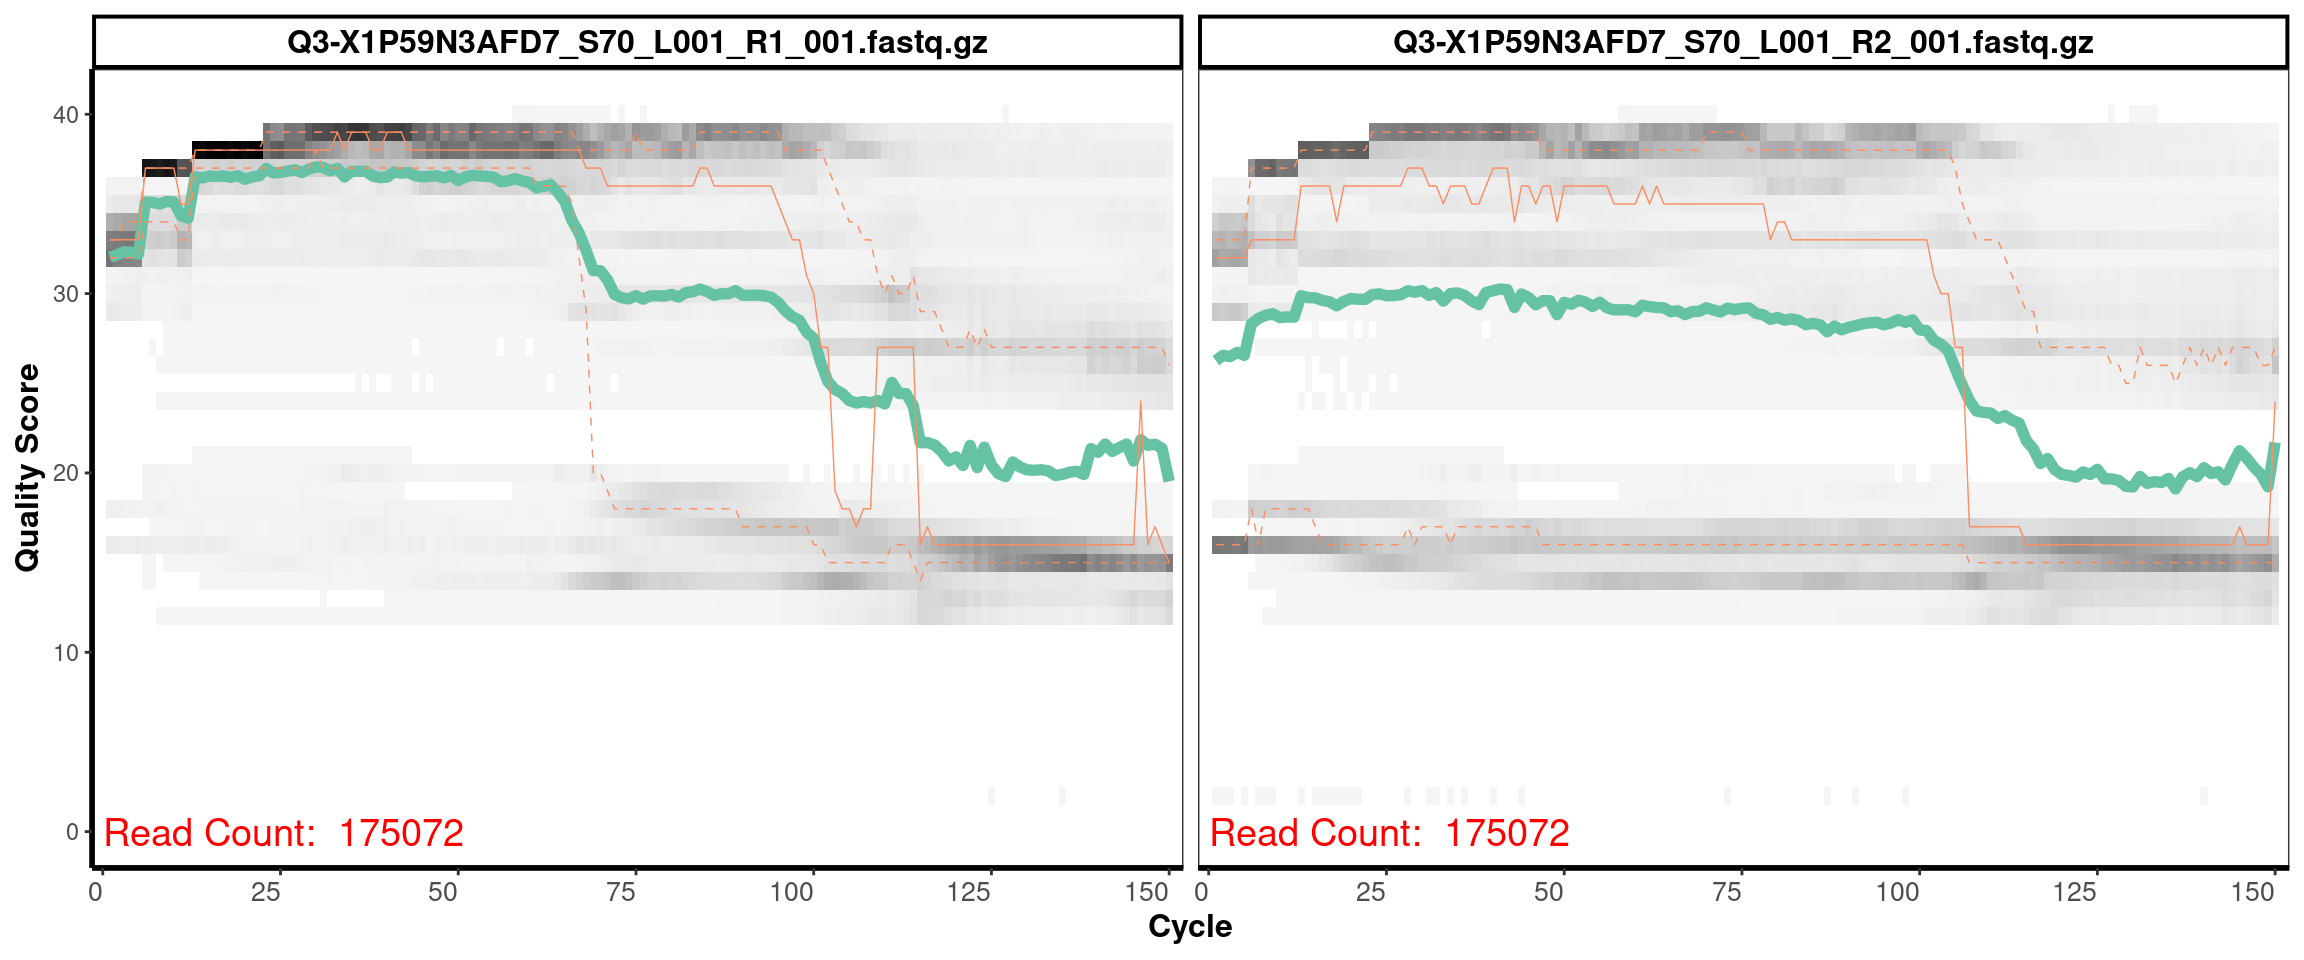 Q3-X1P59N3AFD7_S70_L001_R1_001.fastq.gz
Q3-X1P59N3AFD7_S70_L001_R2_001.fastq.gz
Quality Score
40
30
20
10
0
Read Count:  175072
Read Count:  175072
0 25 50 75 100 125 150
0 25 50 75 100 125 150
Cycle